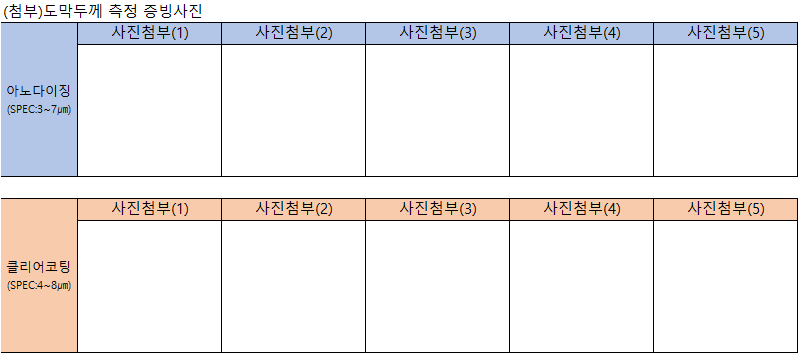 (첨부)도막두께 측정 증빙사진
사진첨부(1) 사진첨부(2) 사진첨부(3) 사진첨부(4) 사진첨부(5)
아노다이징
(SPEC:3~7㎛)
사진첨부(1) 사진첨부(2) 사진첨부(3) 사진첨부(4) 사진첨부(5)
클리어코팅
(SPEC:4~8㎛)